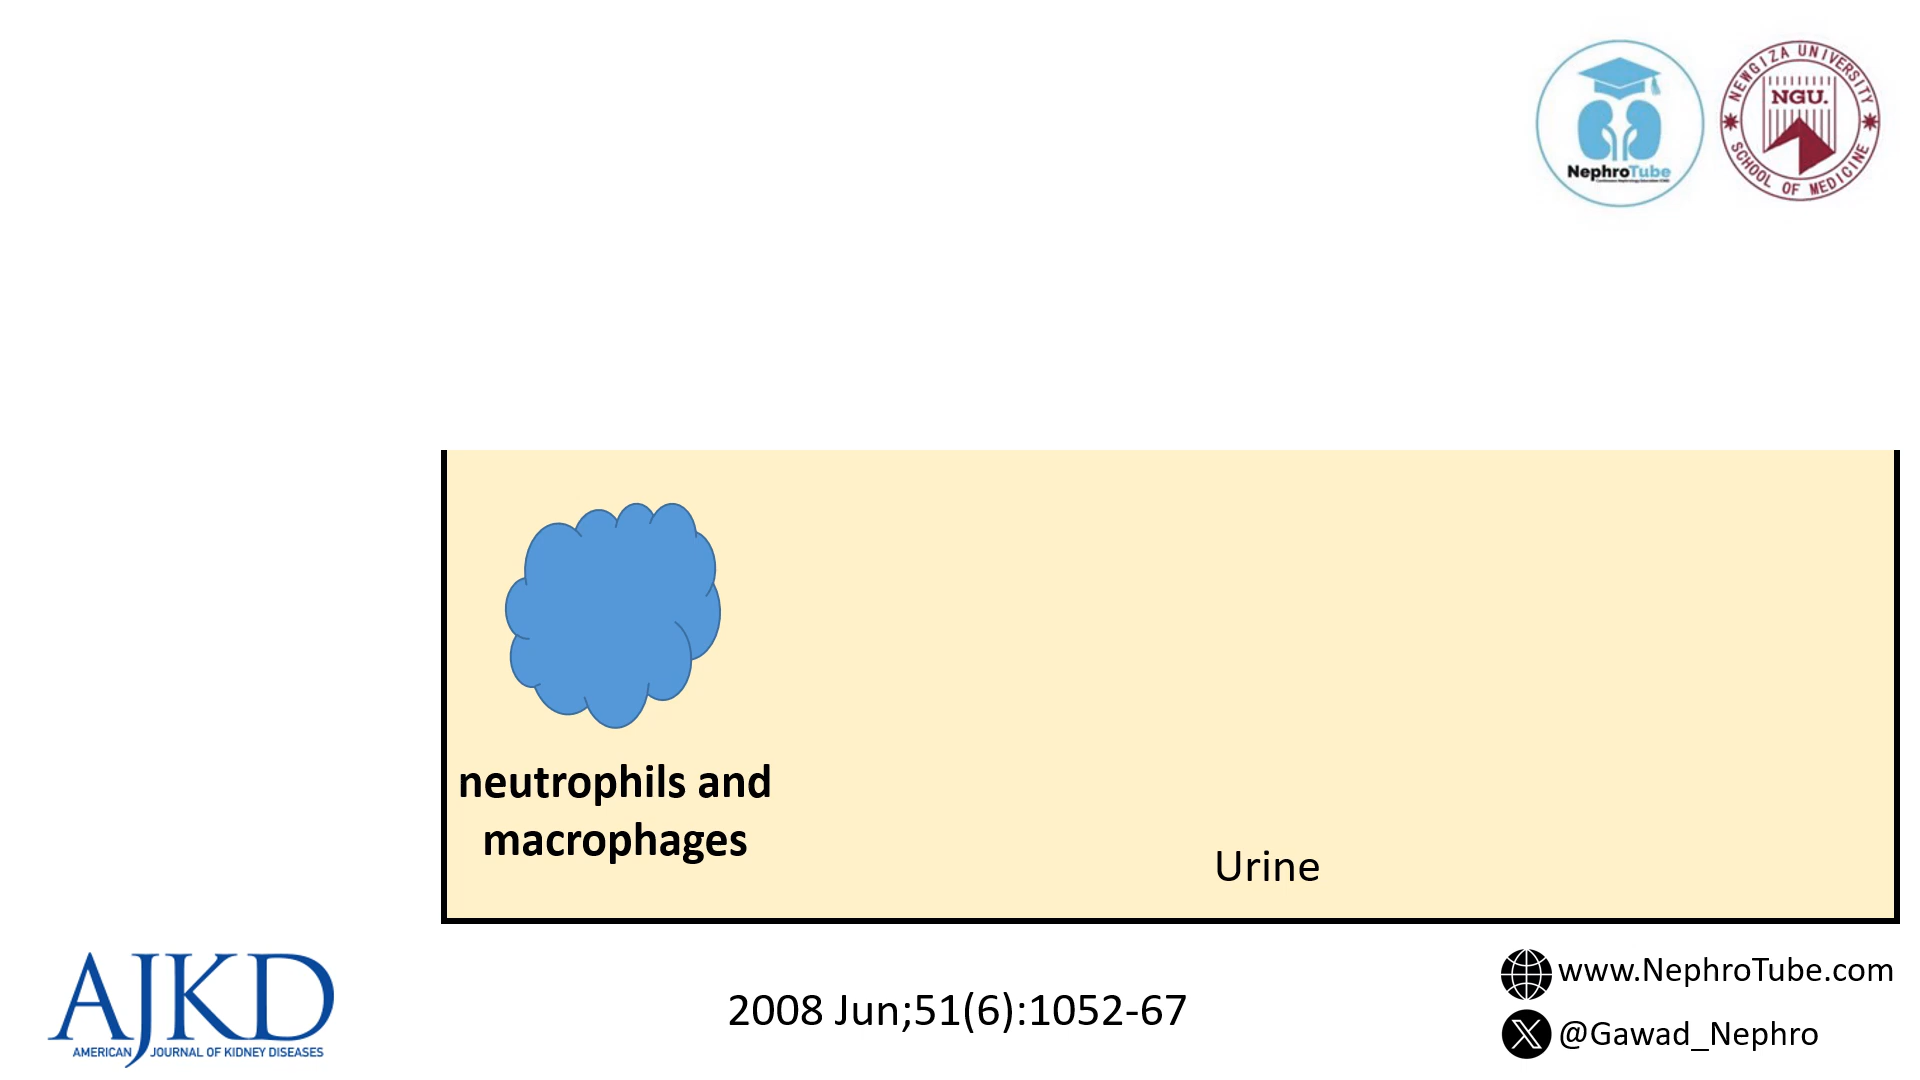 NephroTube
NEWGIZA UNIVERSITY
NGU.
SCHOOL OF MEDICINE
neutrophils and
macrophages
Urine
AJKD
AMERICAN JOURNAL OF KIDNEY DISEASES
2008 Jun;51(6):1052-67
www.NephroTube.com
@Gawad_Nephro